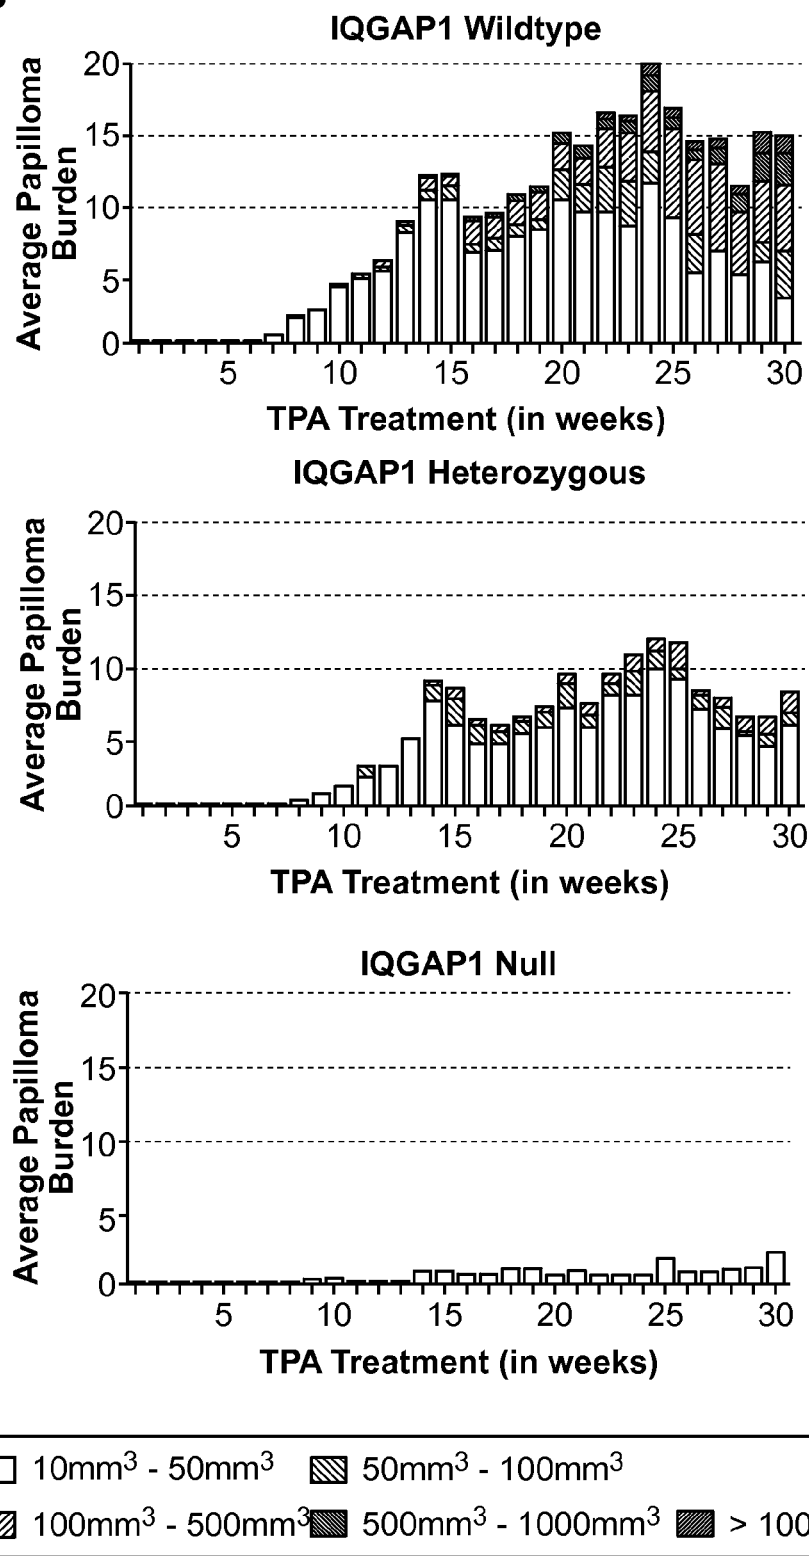 IQGAP1 Wildtype
Average Papilloma
Burden
20
15
10
5
0
5 10 15 20 25 30
TPA Treatment (in weeks)
IQGAP1 Heterozygous
Average Papilloma
Burden
20
15
10
5
0
5 10 15 20 25 30
TPA Treatment (in weeks)
IQGAP1 Null
Average Papilloma
Burden
20
15
10
5
0
5 10 15 20 25 30
TPA Treatment (in weeks)
10mm³ - 50mm³ 50mm³ - 100mm³
100mm³ - 500mm³ 500mm³ - 1000mm³ > 100